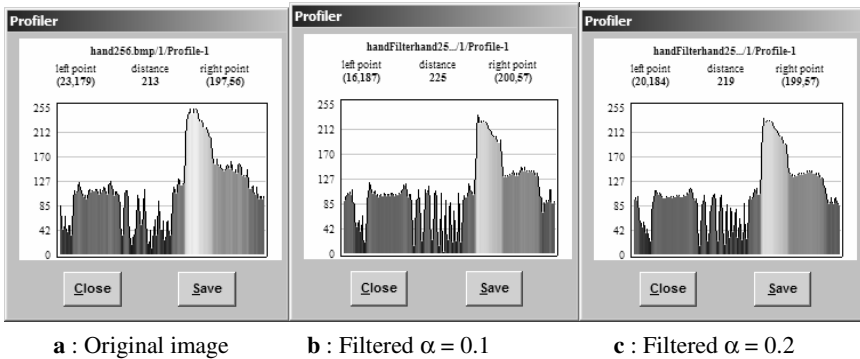 Profiler
hand256.bmp/1/Profile-1
left point distance right point
(23,179) 213 (197,56)
255
212
170
127
85
42
0
Close Save
Profiler
handFilterhand25.../1/Profile-1
left point distance right point
(16,187) 225 (200,57)
255
212
170
127
85
42
0
Close Save
Profiler
handFilterhand25.../1/Profile-1
left point distance right point
(20,184) 219 (199,57)
255
212
170
127
85
42
0
Close Save
a : Original image
b : Filtered α = 0.1
c : Filtered α = 0.2